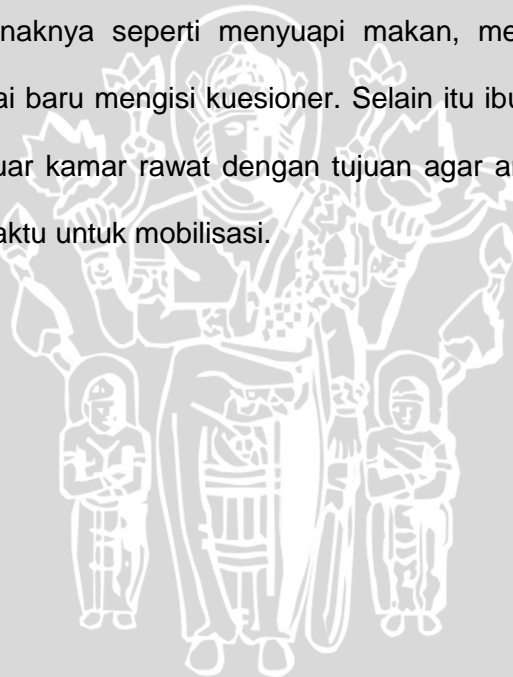 naknya seperti menyuapi makan, me
ai baru mengisi kuesioner. Selain itu ibu
uar kamar rawat dengan tujuan agar a
aktu untuk mobilisasi.